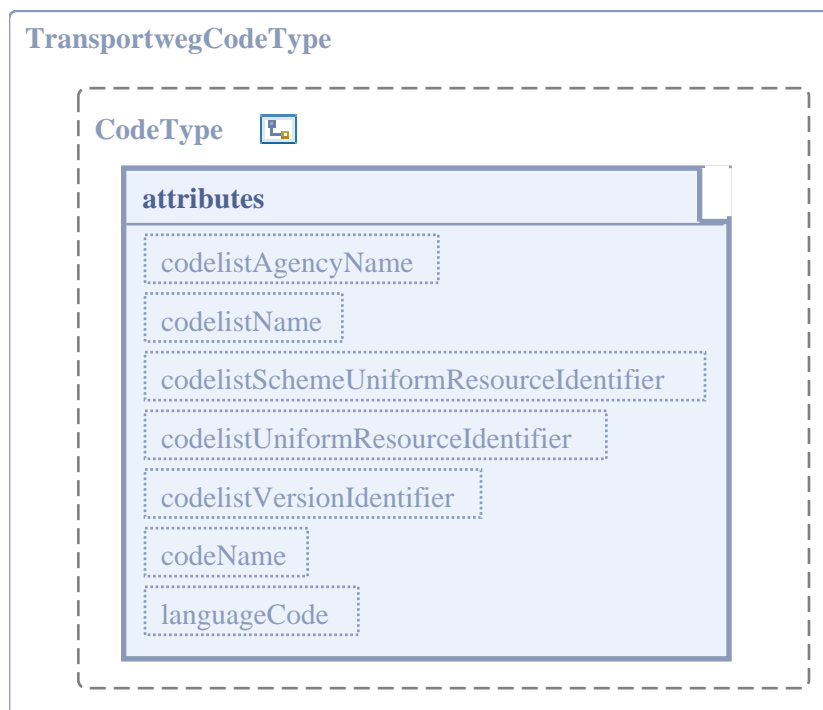 TransportwegCodeType
CodeType
attributes
codelistAgencyName
codelistName
codelistSchemeUniformResourceIdentifier
codelistUniformResourceIdentifier
codelistVersionIdentifier
codeName
languageCode